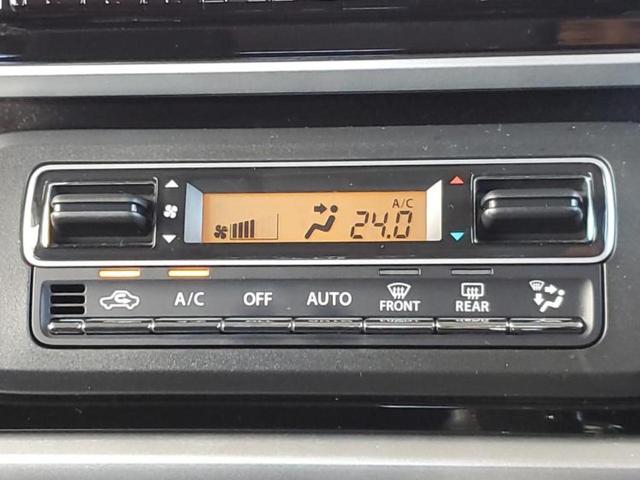 A/C
24.0
A/C OFF AUTO FRONT REAR